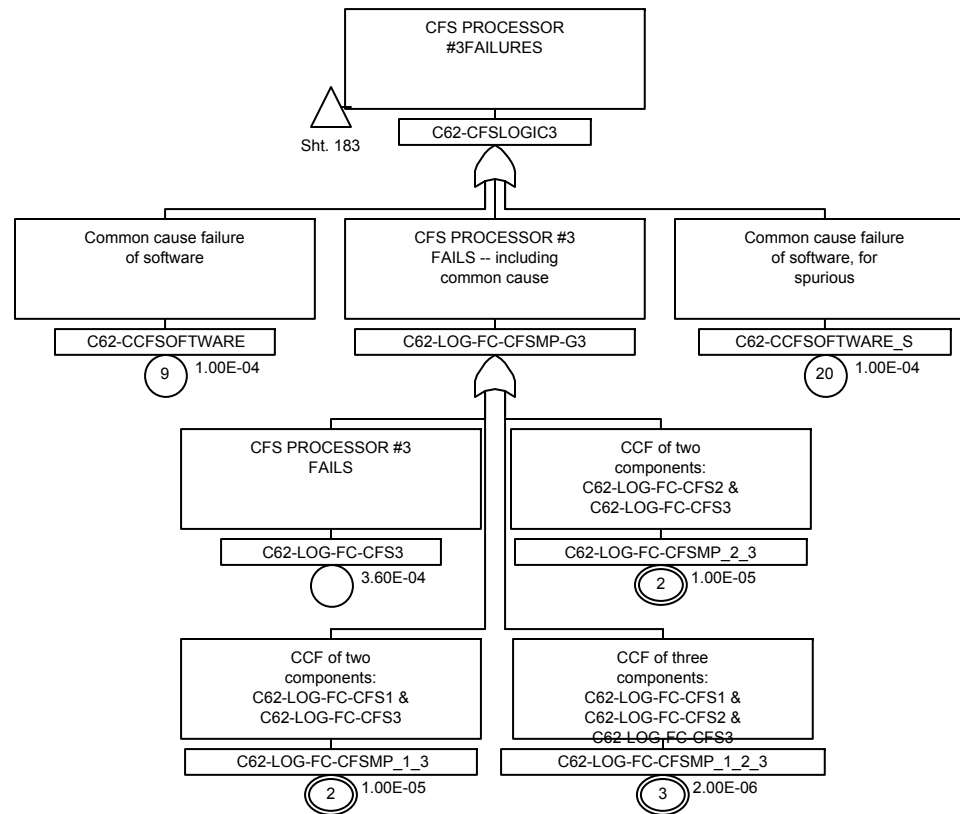 CFS PROCESSOR
#3FAILURES
Sht. 183
C62-CFSLOGIC3
Common cause failure
of software
C62-CCFSOFTWARE
9
1.00E-04
CFS PROCESSOR #3
FAILS -- including
common cause
C62-LOG-FC-CFSMP-G3
Common cause failure
of software, for
spurious
C62-CCFSOFTWARE_S
20
1.00E-04
CFS PROCESSOR #3
FAILS
C62-LOG-FC-CFS3
3.60E-04
CCF of two
components:
C62-LOG-FC-CFS2 &
C62-LOG-FC-CFS3
C62-LOG-FC-CFSMP_2_3
2
1.00E-05
CCF of two
components:
C62-LOG-FC-CFS1 &
C62-LOG-FC-CFS3
C62-LOG-FC-CFSMP_1_3
2
1.00E-05
CCF of three
components:
C62-LOG-FC-CFS1 &
C62-LOG-FC-CFS2 &
C62-LOG-FC-CFS3
C62-LOG-FC-CFSMP_1_2_3
3
2.00E-06